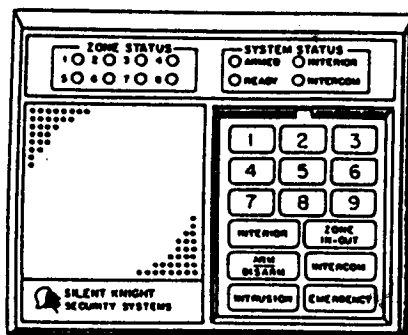 ZONE STATUS
1 2 3 4
5 6 7 8
SYSTEM STATUS
ARMED INTERIOR
READY INTERCOM
1 2 3
4 5 6
7 8 9
INTERIOR ZONE IN-OUT
ARM DISARM INTERCOM
INTRUSION EMERGENCY
SILENT KNIGHT
SECURITY SYSTEMS